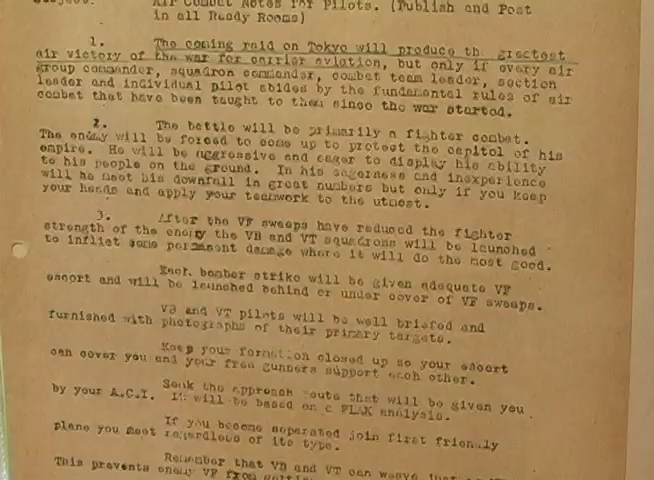 Subject: Air Combat Notes for Pilots. (Publish and Post
in all Ready Rooms)
1. The coming raid on Tokyo will produce th greatest
air victory of the war for carrier aviation, but only if every air
group commander, squadron commander, combat team leader, section
leader and individual pilot abides by the fundamental rules of air
combat that have been taught to them since the war started.
2. The battle will be primarily a fighter combat.
The enemy will be forced to come up to protect the capitol of his
empire. He will be aggressive and eager to display his ability
to his people on the ground. In his eagerness and inexperience
will he meet his downfall in great numbers but only if you keep
your heads and apply your teamwork to the utmost.
3. After the VF sweeps have reduced the fighter
strength of the enemy the VB and VT squadrons will be launched
to inflict some permanent damage where it will do the most good.
Each bomber strike will be given adequate VF
escort and will be launched behind or under cover of VF sweeps.
VB and VT pilots will be well briefed and
furnished with photographs of their primary targets.
Keep your formation closed up so your escort
can cover you and your free gunners support each other.
Seek the approach route that will be given you
by your A.C.I. It will be based on a FLAK analysis.
If you become separated join first friendly
plane you meet regardless of its type.
Remember that VB and VT can weave just
This prevents enemy VF from